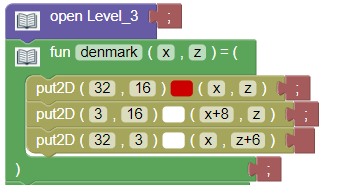 open Level_3 ;
fun denmark ( x , z ) = (
put2D ( 32 , 16 ) ( x , z ) ;
put2D ( 3 , 16 ) ( x+8 , z ) ;
put2D ( 32 , 3 ) ( x , z+6 ) ;
) ;